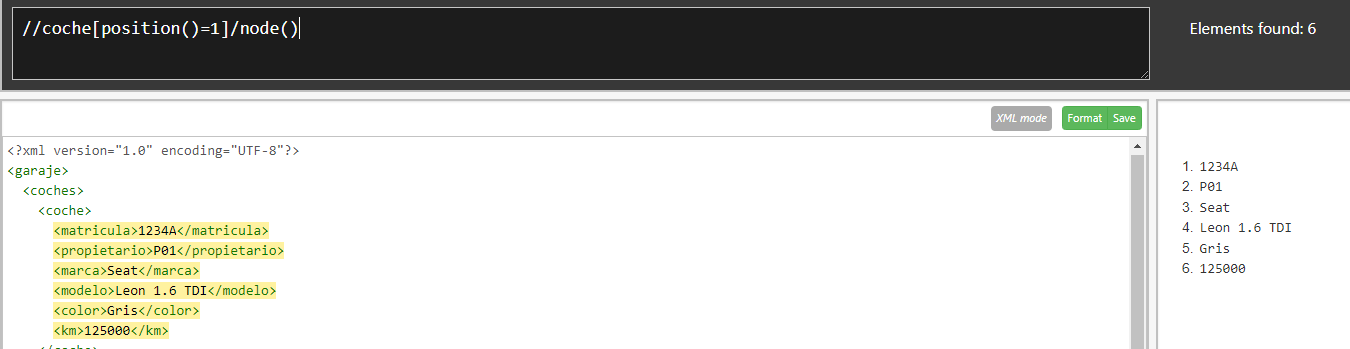 //coche[position()=1]/node()
Elements found: 6
XML mode
Format
Save
<?xml version="1.0" encoding="UTF-8"?>
<garaje>
<coches>
<coche>
<matricula>1234A</matricula>
<propietario>P01</propietario>
<marca>Seat</marca>
<modelo>Leon 1.6 TDI</modelo>
<color>Gris</color>
<km>125000</km>
1. 1234A
2. P01
3. Seat
4. Leon 1.6 TDI
5. Gris
6. 125000